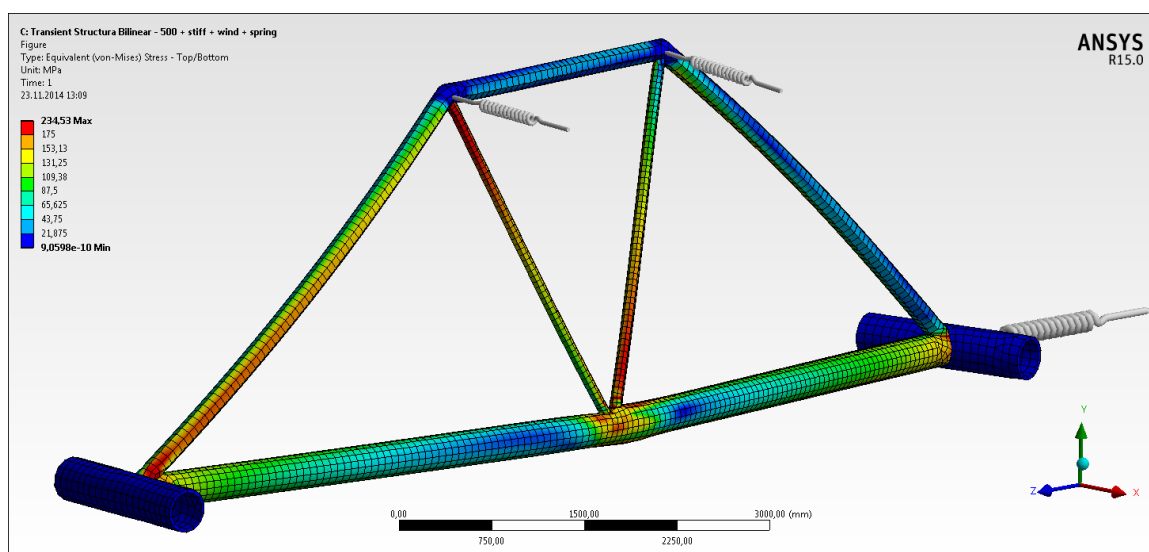 C: Transient Structura Bilinear - 500 + stiff + wind + spring
Figure
Type: Equivalent (von-Mises) Stress - Top/Bottom
Unit: MPa
Time: 1
23.11.2014 13:09
ANSYS
R15.0
234,53 Max
175
153,13
131,25
109,38
87,5
65,625
43,75
21,875
9,0598e-10 Min
0,00 1500,00 3000,00 (mm)
750,00 2250,00
Y
Z
X